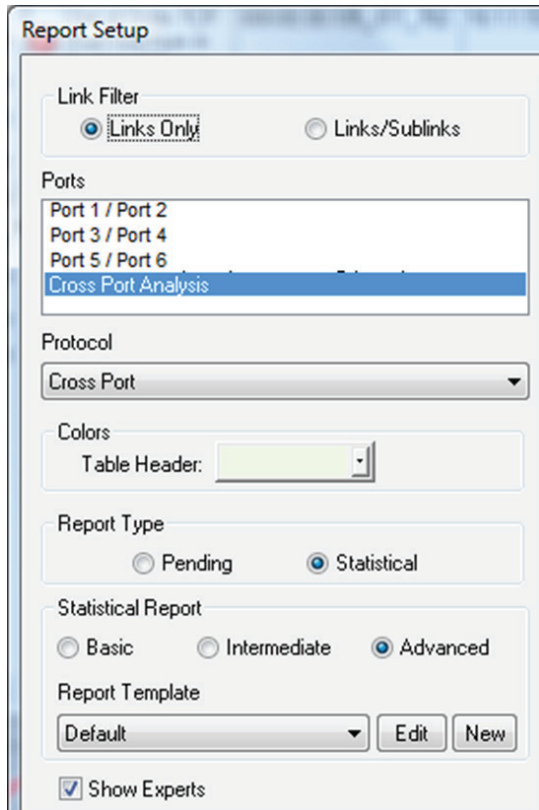 Report Setup
Link Filter
Links Only Links/Sublinks
Ports
Port 1 / Port 2
Port 3 / Port 4
Port 5 / Port 6
Cross Port Analysis
Protocol
Cross Port
Colors
Table Header:
Report Type
Pending Statistical
Statistical Report
Basic Intermediate Advanced
Report Template
Default Edit New
Show Experts